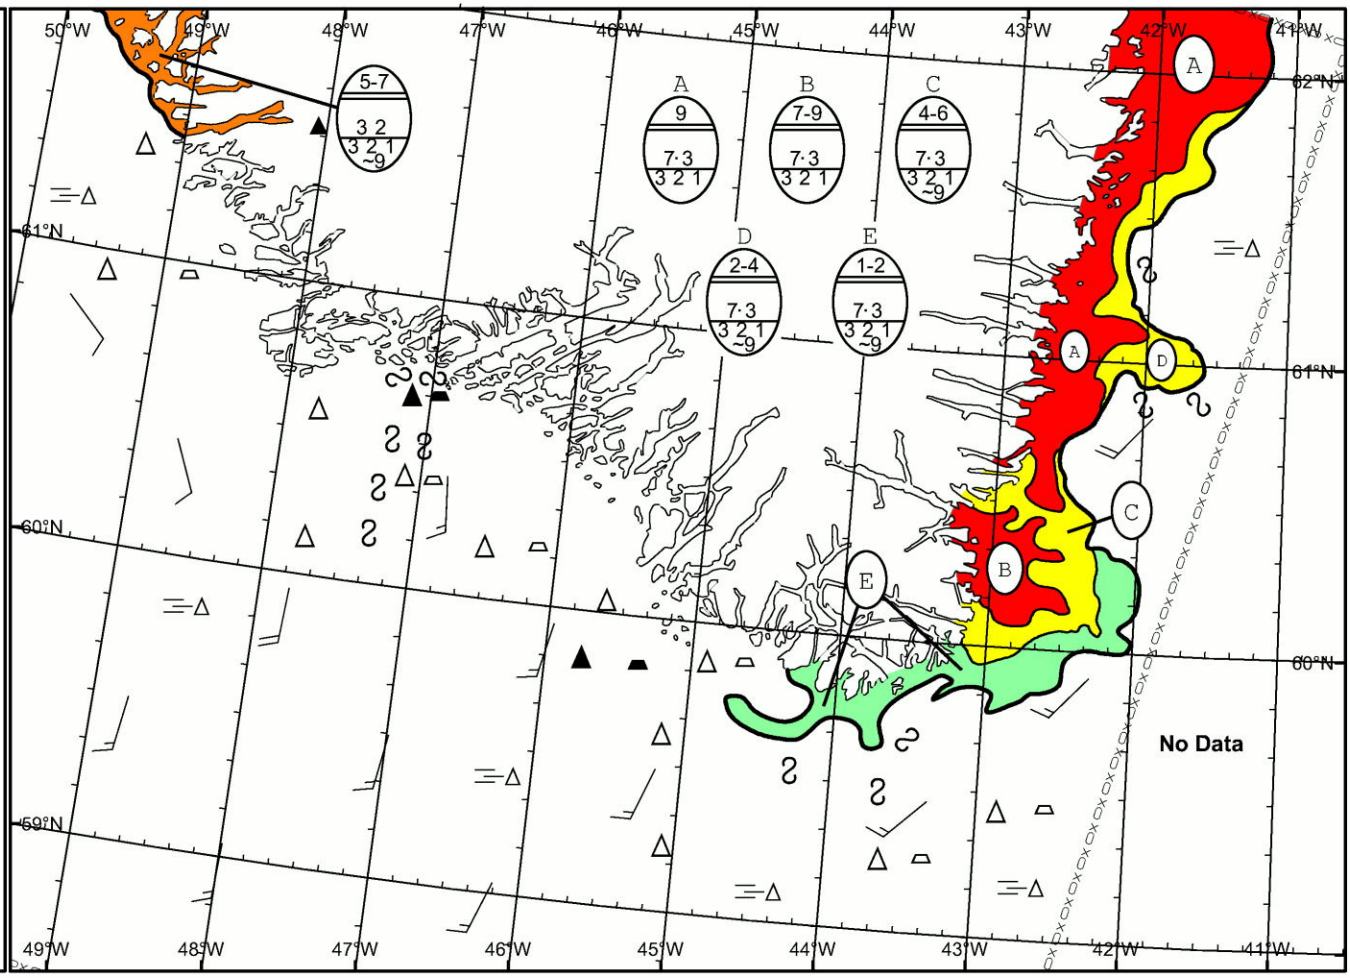 50°W 49°W 48°W 47°W 46°W 45°W 44°W 43°W 42°W 41°W
A
62°N
5-7
3 2
3 2 1
~9
A B C
9 7-9 4-6
7·3 7·3 7·3
3 2 1 3 2 1 3 2 1
~9
61°N
D E
2-4 1-2
7·3 7·3
3 2 1 3 2 1
~9 ~9
A D
61°N
C
60°N
B
E
60°N
No Data
59°N
49°W 48°W 47°W 46°W 45°W 44°W 43°W 42°W 41°W